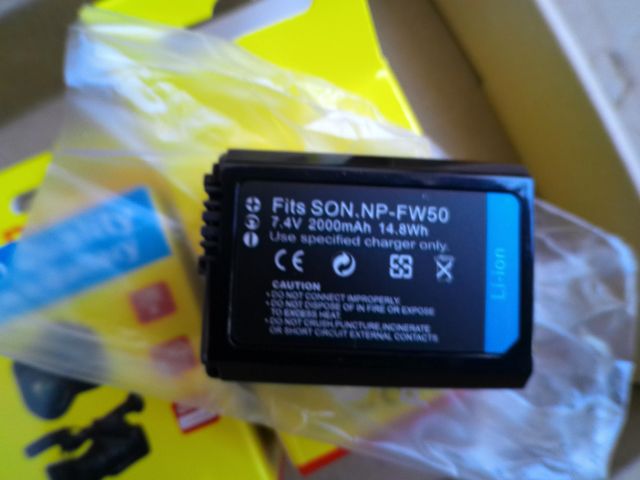 Fits SON.NP-FW50
7.4V 2000mAh 14.8Wh
Use specified charger only.
CE
CAUTION
• DO NOT CONNECT IMPROPERLY.
• DO NOT DISPOSE OF IN FIRE OR EXPOSE
TO EXCESS HEAT.
• DO NOT CRUSH,PUNCTURE,INCINERATE
OR SHORT CIRCUIT EXTERNAL CONTACTS
Li-ion